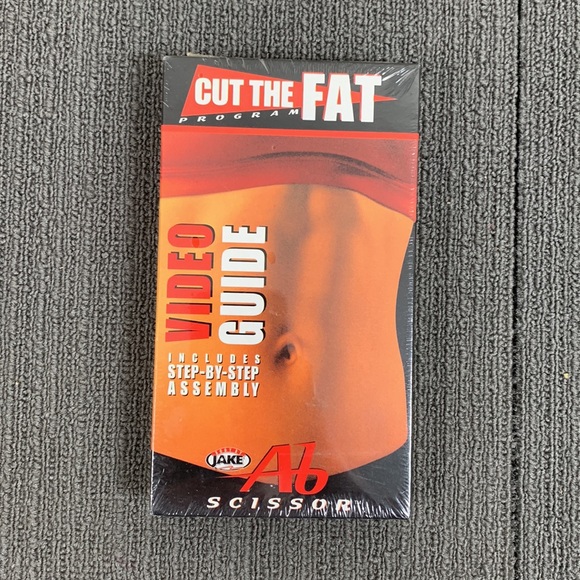 CUT THE FAT
PROGRAM
VIDEO
GUIDE
INCLUDES
STEP-BY-STEP
ASSEMBLY
JAKE
Ab
SCISSOR